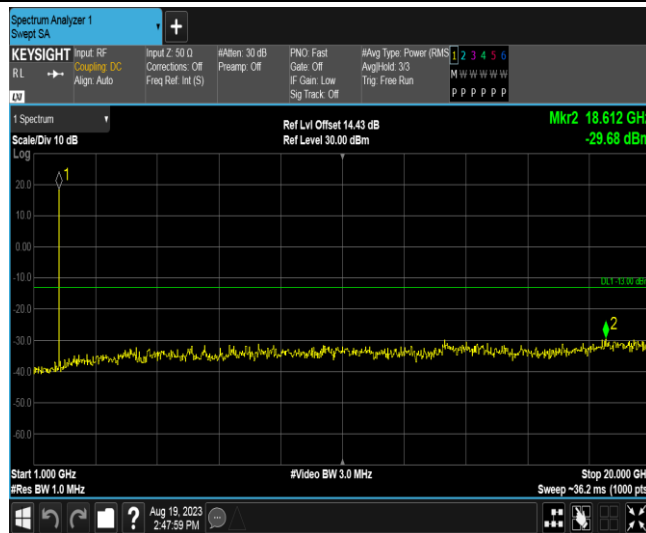 Spectrum Analyzer 1
Swept SA
+
KEYSIGHT
RL
Input: RF
Coupling: DC
Align: Auto
Input Z: 50 Ω
Corrections: Off
Freq Ref: Int (S)
#Atten: 30 dB
Preamp: Off
PNO: Fast
Gate: Off
IF Gain: Low
Sig Track: Off
#Avg Type: Power (RMS
Avg|Hold: 3/3
Trig: Free Run
1 2 3 4 5 6
M W W W W W
P P P P P P
LXI
1 Spectrum
Scale/Div 10 dB
Ref Lvl Offset 14.43 dB
Ref Level 30.00 dBm
Mkr2 18.612 GHz
-29.68 dBm
Log
1
20.0
10.0
0.00
-10.0
DL1 -13.00 dBm
-20.0
2
-30.0
-40.0
-50.0
-60.0
Start 1.000 GHz
#Video BW 3.0 MHz
Stop 20.000 GHz
#Res BW 1.0 MHz
Sweep ~36.2 ms (1000 pts)
?
Aug 19, 2023
2:47:59 PM